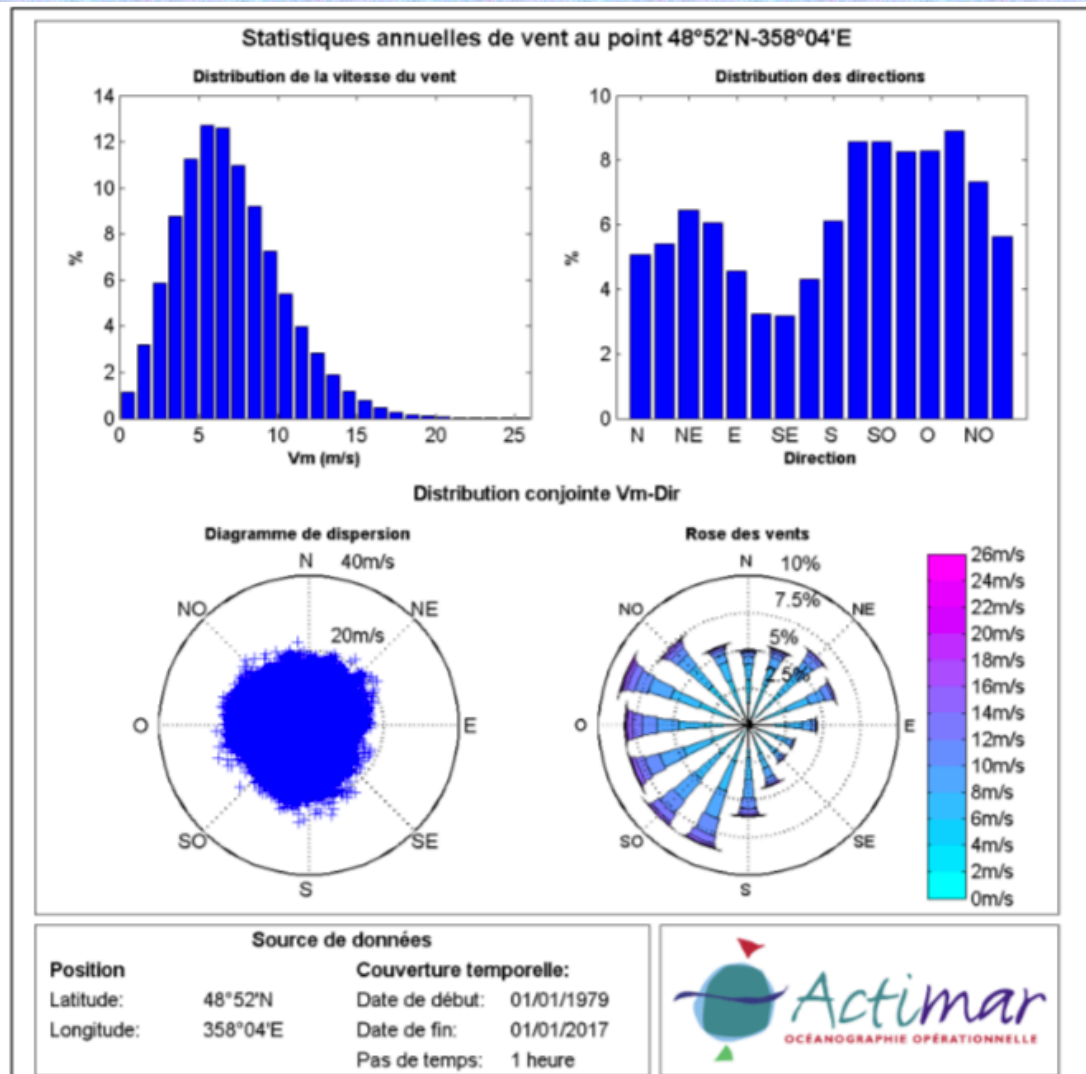 Statistiques annuelles de vent au point 48°52'N-358°04'E
Distribution de la vitesse du vent
14
12
10
8
6
4
2
0
%
0 5 10 15 20 25
Vm (m/s)
Distribution des directions
10
8
6
4
2
0
%
N NE E SE S SO O NO
Direction
Distribution conjointe Vm-Dir
Diagramme de dispersion
N 40m/s
NO NE
20m/s
O E
SO SE
S
Rose des vents
N 10%
7.5%
NO NE
5%
2.5%
O E
SO SE
S
26m/s
24m/s
22m/s
20m/s
18m/s
16m/s
14m/s
12m/s
10m/s
8m/s
6m/s
4m/s
2m/s
0m/s
Source de données
Position Couverture temporelle:
Latitude: 48°52'N Date de début: 01/01/1979
Longitude: 358°04'E Date de fin: 01/01/2017
Pas de temps: 1 heure
Actimar
OCÉANOGRAPHIE OPÉRATIONNELLE